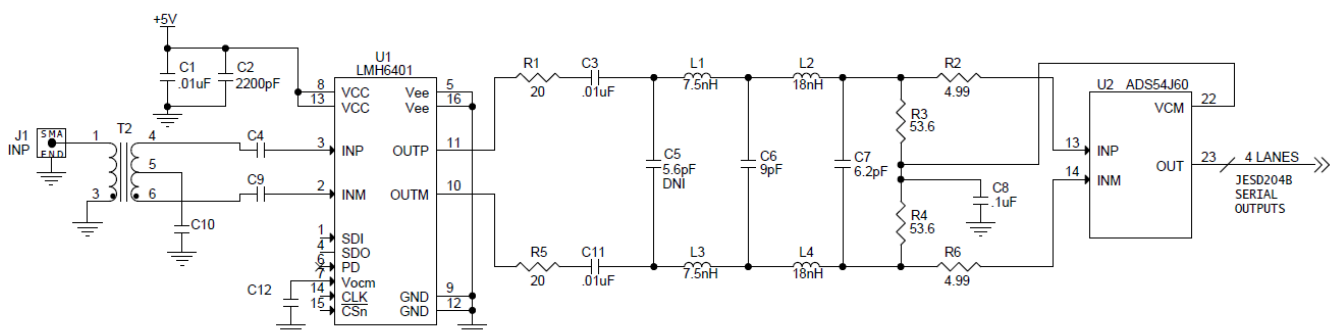 +5V
C1
.01uF
C2
2200pF
U1
LMH6401
8
13
VCC
VCC
Vee
Vee
5
16
J1
INP
SMA
END
1
T2
4
5
3
6
C4
C9
C10
3
INP
2
INM
OUTP
11
OUTM
10
1
SDI
4
SDO
6
PD
7
Vocm
14
CLK
15
CSn
GND
9
GND
12
C12
R1
20
C3
.01uF
R5
20
C11
.01uF
C5
5.6pF
DNI
L1
7.5nH
L3
7.5nH
C6
9pF
L2
18nH
L4
18nH
C7
6.2pF
R3
53.6
R4
53.6
C8
.1uF
R2
4.99
R6
4.99
U2 ADS54J60
VCM
22
13
INP
14
INM
OUT
23
4 LANES
JESD204B
SERIAL
OUTPUTS